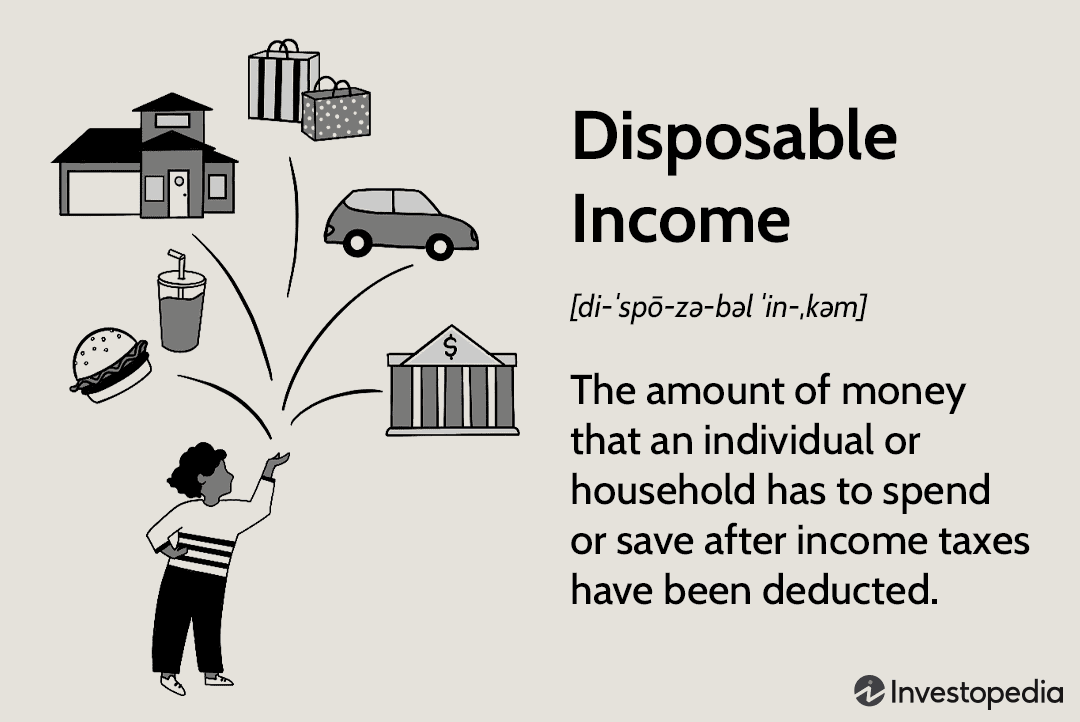 $
Disposable
Income
[di-ˈspō-zə-bəl ˈin-ˌkəm]
The amount of money
that an individual or
household has to spend
or save after income taxes
have been deducted.
Investopedia